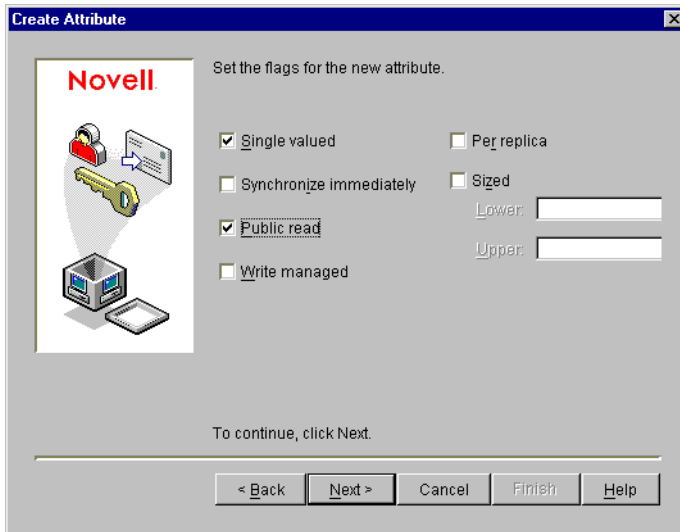 Create Attribute
Novell.
Set the flags for the new attribute.
Single valued
Per replica
Synchronize immediately
Sized
Lower:
Public read
Upper:
Write managed
To continue, click Next.
< Back
Next >
Cancel
Finish
Help